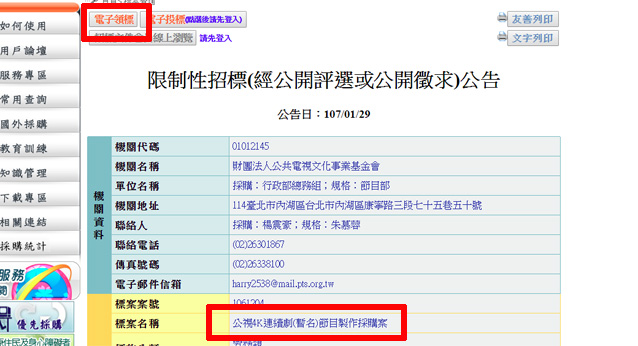 如何使用
用戶論壇
服務專區
常用查詢
國外採購
教育訓練
知識管理
下載專區
相關連結
採購統計
服務
優先採購
電子領標
電子投標(點選後請先登入)
線上瀏覽 請先登入
友善列印
文字列印
限制性招標(經公開評選或公開徵求)公告
公告日：107/01/29
機關資料
機關代碼 01012145
機關名稱 財團法人公共電視文化事業基金會
單位名稱 採購：行政部總務組；規格：節目部
機關地址 114臺北市內湖區台北市內湖區康寧路三段七十五巷五十號
聯絡人 採購：楊震豪；規格：朱慕蓉
聯絡電話 (02)26301867
傳真號碼 (02)26338100
電子郵件信箱 harry2538@mail.pts.org.tw
標案案號 1061204
標案名稱 公視4K連續劇(暫名)節目製作採購案